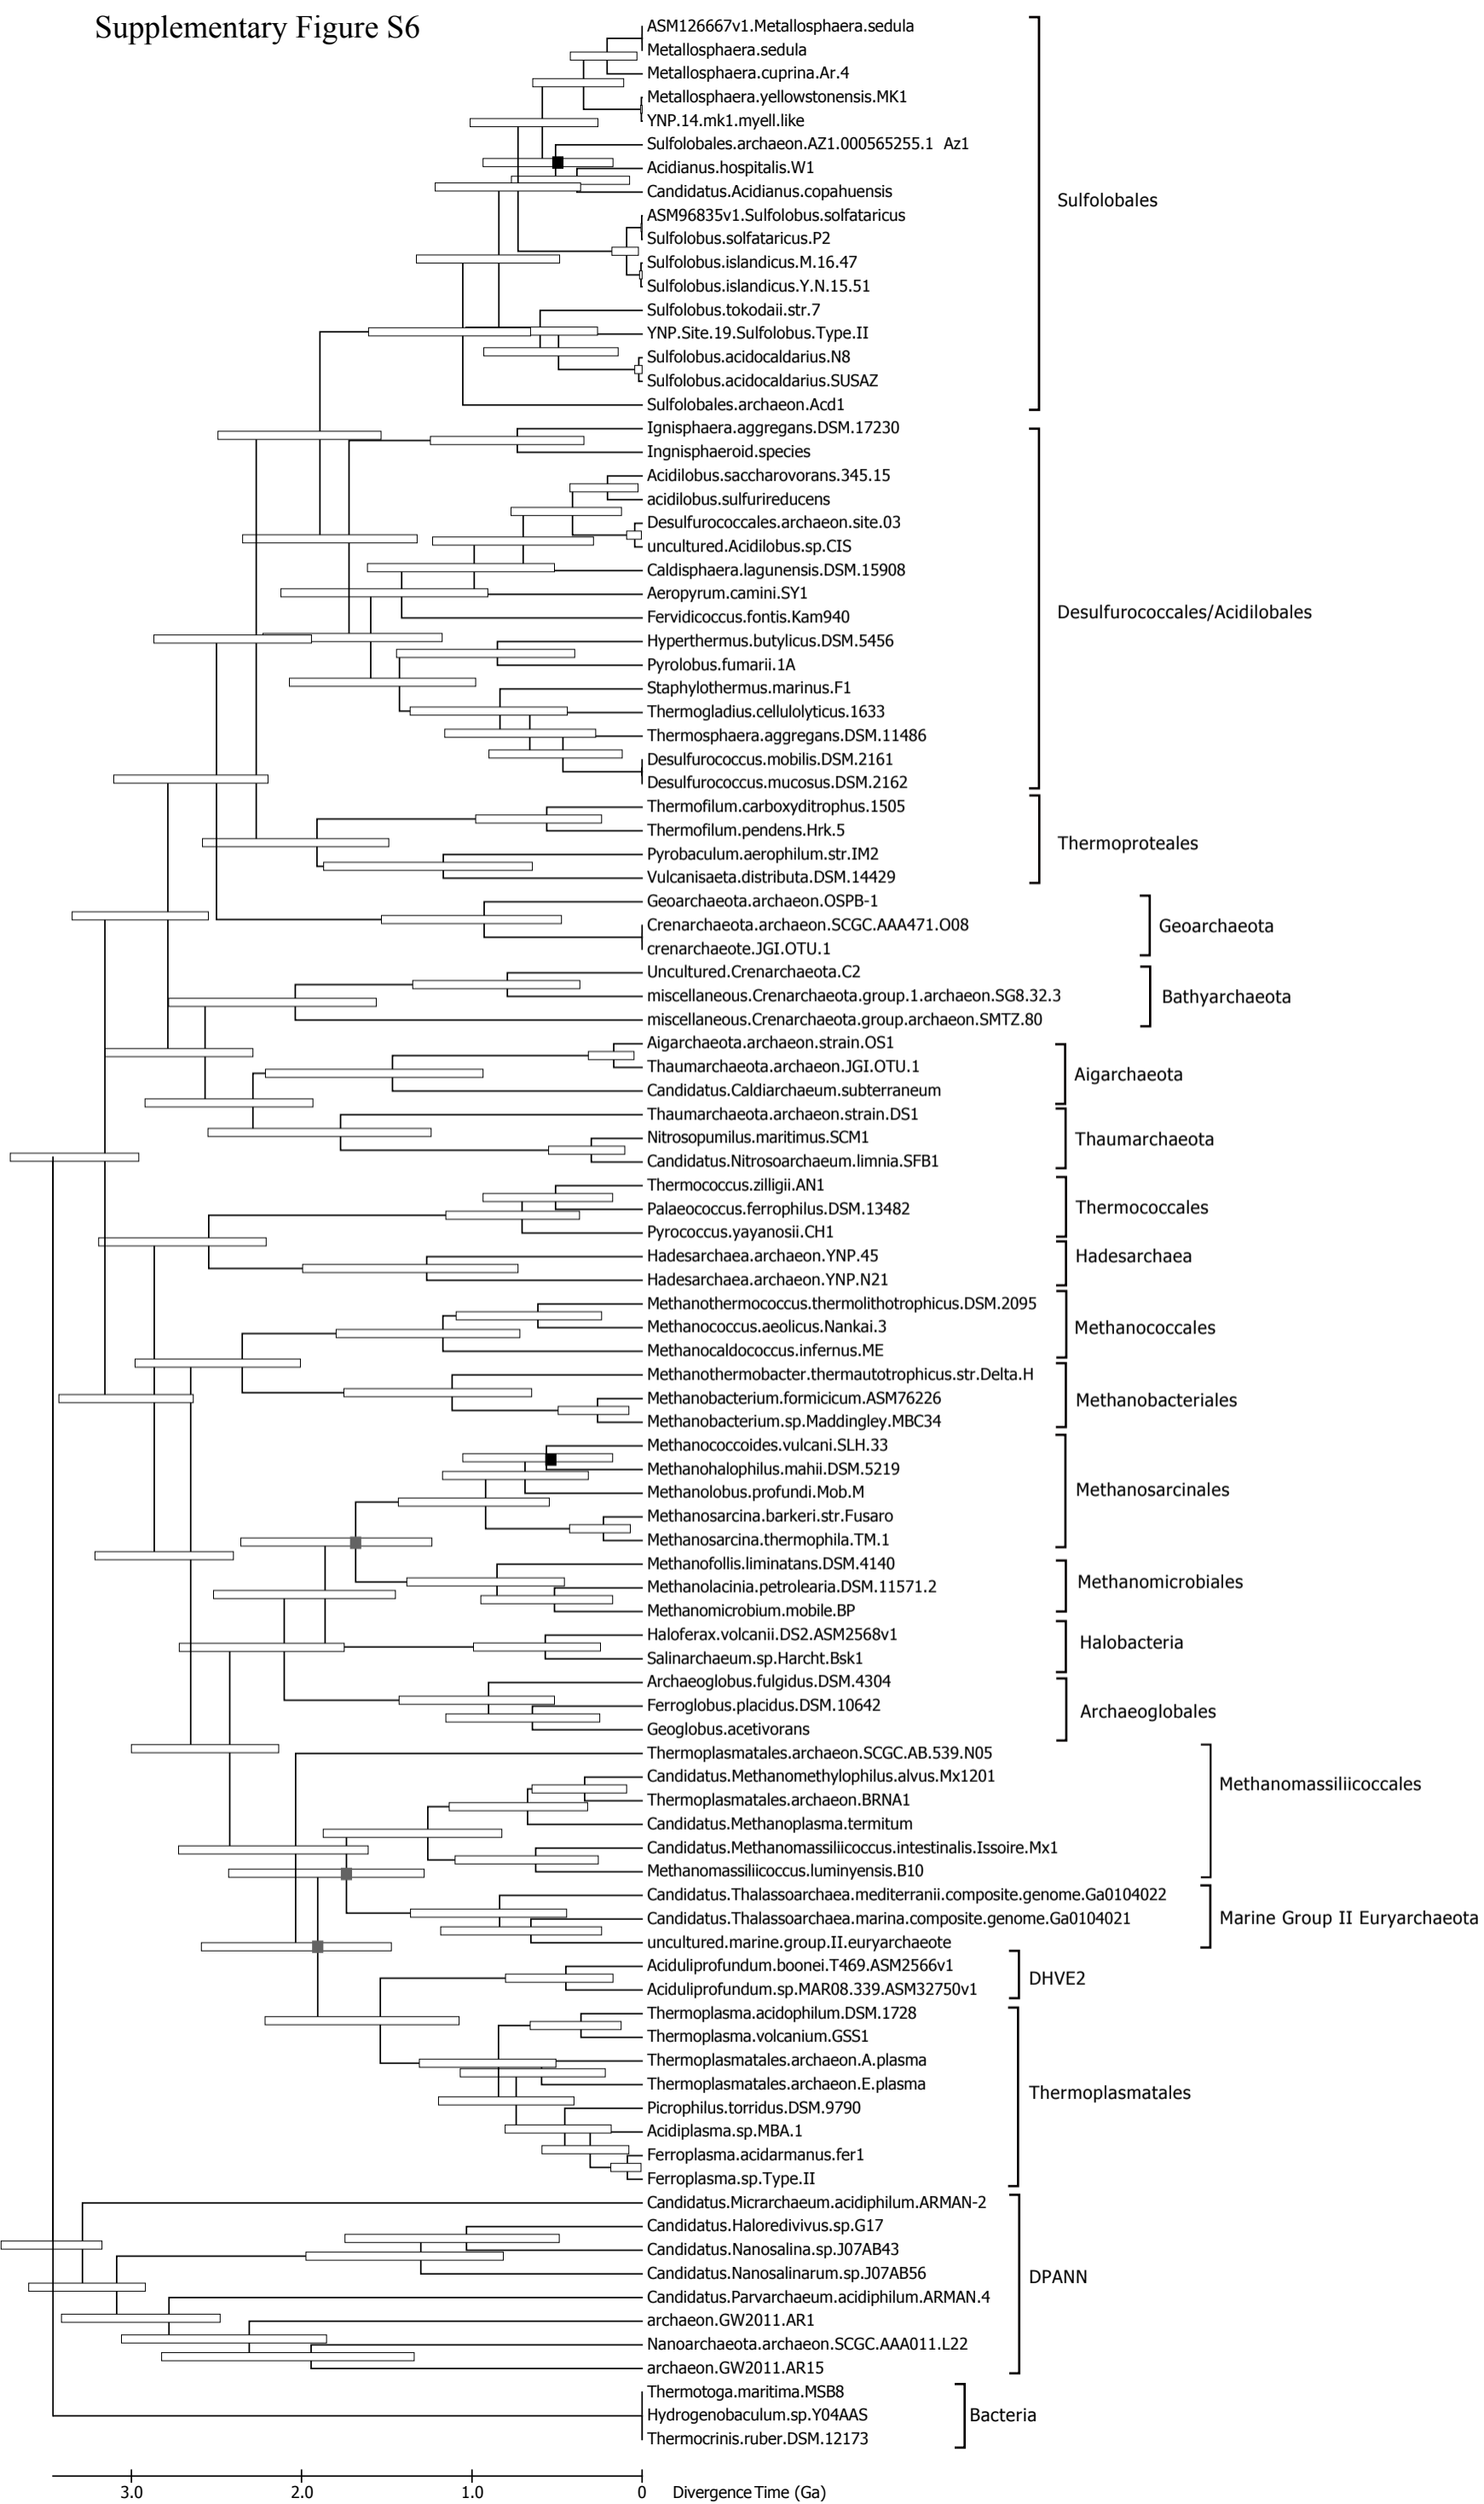 Supplementary Figure S6
ASM126667v1.Metallosphaera.sedula
Metallosphaera.sedula
Metallosphaera.cuprina.Ar.4
Metallosphaera.yellowstonensis.MK1
YNP.14.mk1.myell.like
Sulfolobales.archaeon.AZ1.000565255.1 Az1
Acidianus.hospitalis.W1
Candidatus.Acidianus.copahuensis
Sulfolobales
ASM96835v1.Sulfolobus.solfataricus
Sulfolobus.solfataricus.P2
Sulfolobus.islandicus.M.16.47
Sulfolobus.islandicus.Y.N.15.51
Sulfolobus.tokodaii.str.7
YNP.Site.19.Sulfolobus.Type.II
Sulfolobus.acidocaldarius.N8
Sulfolobus.acidocaldarius.SUSAZ
Sulfolobales.archaeon.Acd1
Ignisphaera.aggregans.DSM.17230
Ingnisphaeroid.species
Acidilobus.saccharovorans.345.15
acidilobus.sulfurireducens
Desulfurococcales.archaeon.site.03
uncultured.Acidilobus.sp.CIS
Caldisphaera.lagunensis.DSM.15908
Aeropyrum.camini.SY1
Desulfurococcales/Acidilobales
Fervidicoccus.fontis.Kam940
Hyperthermus.butylicus.DSM.5456
Pyrolobus.fumarii.1A
Staphylothermus.marinus.F1
Thermogladius.cellulolyticus.1633
Thermosphaera.aggregans.DSM.11486
Desulfurococcus.mobilis.DSM.2161
Desulfurococcus.mucosus.DSM.2162
Thermofilum.carboxyditrophus.1505
Thermofilum.pendens.Hrk.5
Thermoproteales
Pyrobaculum.aerophilum.str.IM2
Vulcanisaeta.distributa.DSM.14429
Geoarchaeota.archaeon.OSPB-1
Crenarchaeota.archaeon.SCGC.AAA471.O08
Geoarchaeota
crenarchaeote.JGI.OTU.1
Uncultured.Crenarchaeota.C2
miscellaneous.Crenarchaeota.group.1.archaeon.SG8.32.3
Bathyarchaeota
miscellaneous.Crenarchaeota.group.archaeon.SMTZ.80
Aigarchaeota.archaeon.strain.OS1
Thaumarchaeota.archaeon.JGI.OTU.1
Aigarchaeota
Candidatus.Caldiarchaeum.subterraneum
Thaumarchaeota.archaeon.strain.DS1
Nitrosopumilus.maritimus.SCM1
Thaumarchaeota
Candidatus.Nitrosoarchaeum.limnia.SFB1
Thermococcus.zilligii.AN1
Palaeococcus.ferrophilus.DSM.13482
Thermococcales
Pyrococcus.yayanosii.CH1
Hadesarchaea.archaeon.YNP.45
Hadesarchaea
Hadesarchaea.archaeon.YNP.N21
Methanothermococcus.thermolithotrophicus.DSM.2095
Methanococcus.aeolicus.Nankai.3
Methanococcales
Methanocaldococcus.infernus.ME
Methanothermobacter.thermautotrophicus.str.Delta.H
Methanobacterium.formicicum.ASM76226
Methanobacteriales
Methanobacterium.sp.Maddingley.MBC34
Methanococcoides.vulcani.SLH.33
Methanohalophilus.mahii.DSM.5219
Methanosarcinales
Methanolobus.profundi.Mob.M
Methanosarcina.barkeri.str.Fusaro
Methanosarcina.thermophila.TM.1
Methanofollis.liminatans.DSM.4140
Methanomicrobiales
Methanolacinia.petrolearia.DSM.11571.2
Methanomicrobium.mobile.BP
Haloferax.volcanii.DS2.ASM2568v1
Halobacteria
Salinarchaeum.sp.Harcht.Bsk1
Archaeoglobus.fulgidus.DSM.4304
Ferroglobus.placidus.DSM.10642
Archaeoglobales
Geoglobus.acetivorans
Thermoplasmatales.archaeon.SCGC.AB.539.N05
Candidatus.Methanomethylophilus.alvus.Mx1201
Methanomassiliicoccales
Thermoplasmatales.archaeon.BRNA1
Candidatus.Methanoplasma.termitum
Candidatus.Methanomassiliicoccus.intestinalis.Issoire.Mx1
Methanomassiliicoccus.luminyensis.B10
Candidatus.Thalassoarchaea.mediterranii.composite.genome.Ga0104022
Candidatus.Thalassoarchaea.marina.composite.genome.Ga0104021
Marine Group II Euryarchaeota
uncultured.marine.group.II.euryarchaeote
Aciduliprofundum.boonei.T469.ASM2566v1
DHVE2
Aciduliprofundum.sp.MAR08.339.ASM32750v1
Thermoplasma.acidophilum.DSM.1728
Thermoplasma.volcanium.GSS1
Thermoplasmatales.archaeon.A.plasma
Thermoplasmatales.archaeon.E.plasma
Thermoplasmatales
Picrophilus.torridus.DSM.9790
Acidiplasma.sp.MBA.1
Ferroplasma.acidarmanus.fer1
Ferroplasma.sp.Type.II
Candidatus.Micrarchaeum.acidiphilum.ARMAN-2
Candidatus.Haloredivivus.sp.G17
Candidatus.Nanosalina.sp.J07AB43
Candidatus.Nanosalinarum.sp.J07AB56
DPANN
Candidatus.Parvarchaeum.acidiphilum.ARMAN.4
archaeon.GW2011.AR1
Nanoarchaeota.archaeon.SCGC.AAA011.L22
archaeon.GW2011.AR15
Thermotoga.maritima.MSB8
Hydrogenobaculum.sp.Y04AAS
Bacteria
Thermocrinis.ruber.DSM.12173
3.0 2.0 1.0 0 Divergence Time (Ga)